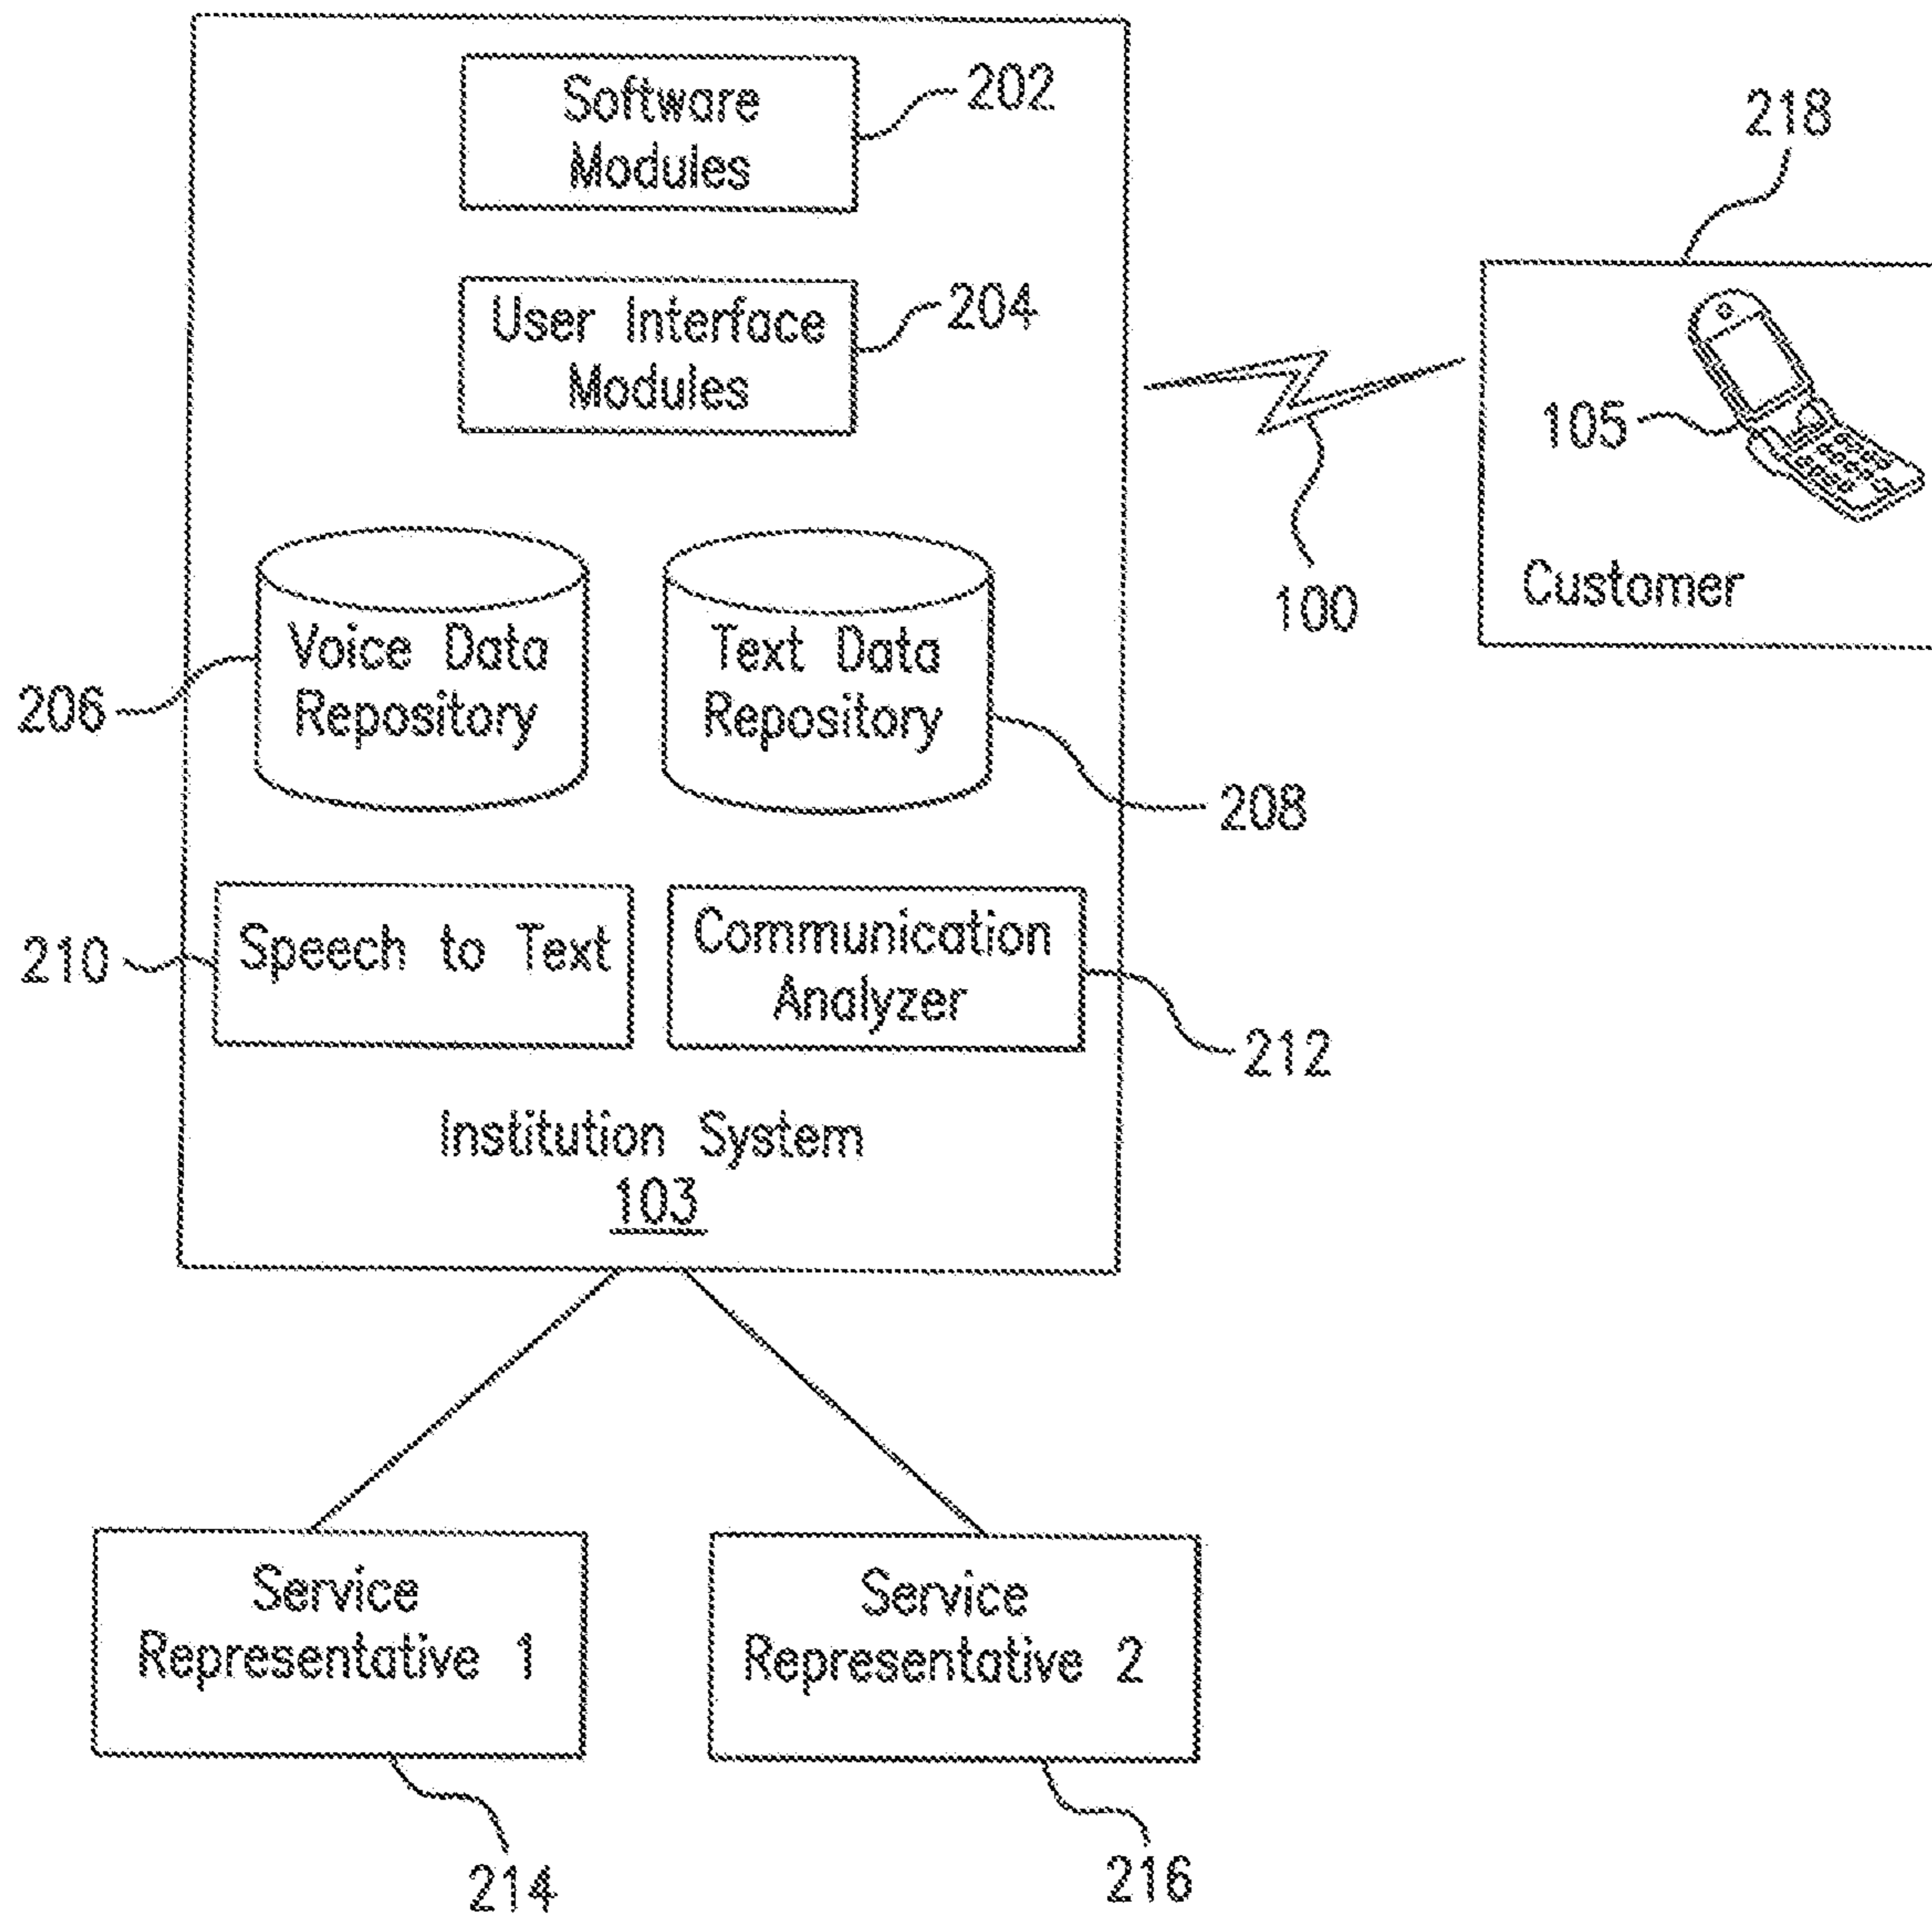 Software
Modules
202
218
User Interface
Modules
204
105
Customer
100
Voice Data
Repository
206
Text Data
Repository
208
210
Speech to Text
Communication
Analyzer
212
Institution System
103
Service
Representative 1
Service
Representative 2
214
216